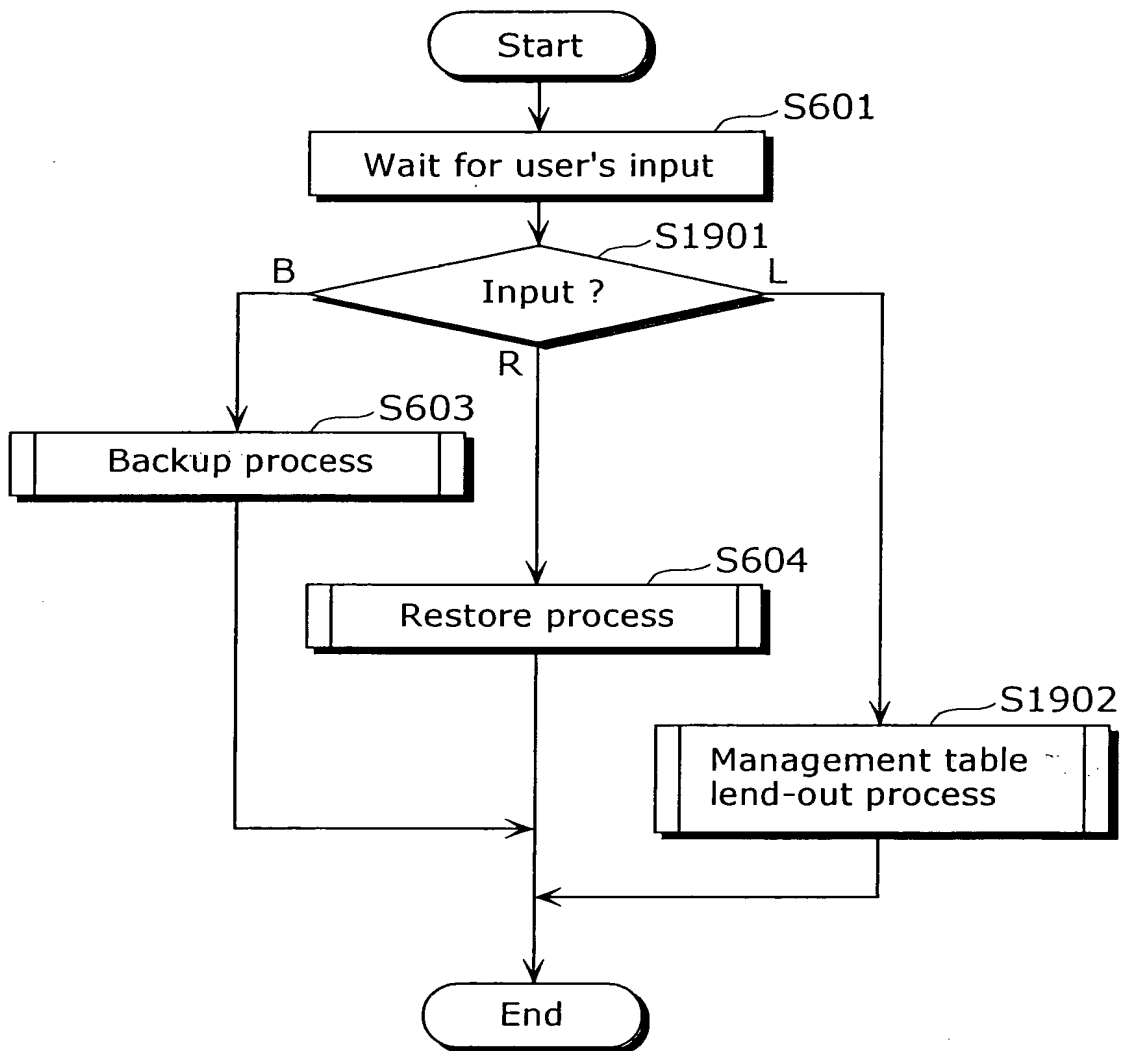 Start
S601
Wait for user's input
S1901
B
Input ?
L
R
S603
Backup process
S604
Restore process
S1902
Management table
lend-out process
End